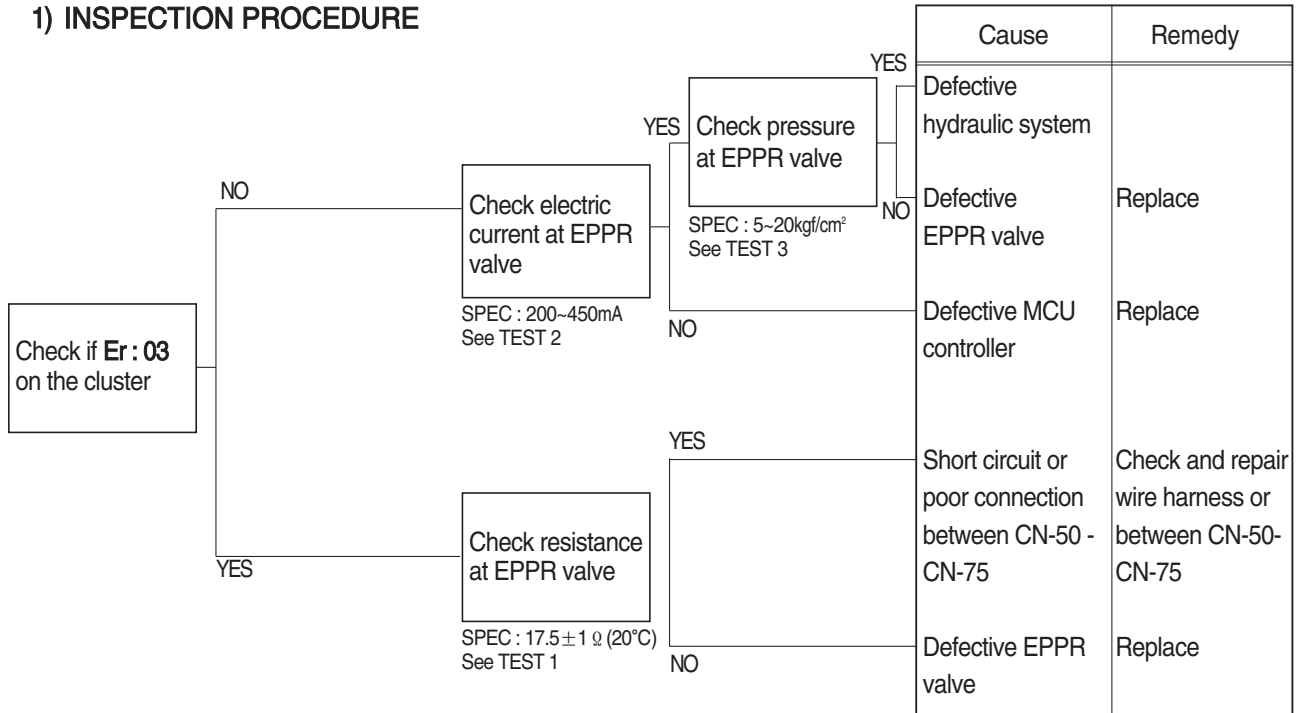 1) INSPECTION PROCEDURE
Cause
Remedy
Check if Er : 03
on the cluster
NO
YES
Check electric
current at EPPR
valve
SPEC : 200~450mA
See TEST 2
YES
NO
Check pressure
at EPPR valve
SPEC : 5~20kgf/cm²
See TEST 3
YES
NO
Defective
hydraulic system
Defective
EPPR valve
Replace
Defective MCU
controller
Replace
Check resistance
at EPPR valve
SPEC : 17.5±1 Ω (20°C)
See TEST 1
YES
NO
Short circuit or
poor connection
between CN-50 -
CN-75
Check and repair
wire harness or
between CN-50-
CN-75
Defective EPPR
valve
Replace